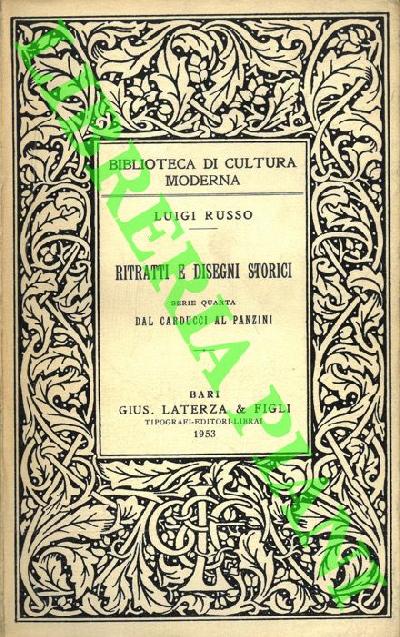 BIBLIOTECA DI CULTURA
MODERNA
LUIGI RUSSO
RITRATTI E DISEGNI STORICI
SERIE QUARTA
DAL CARDUCCI AL PANZINI
BARI
GIUS. LATERZA & FIGLI
TIPOGRAFI-EDITORI-LIBRAI
1953
LIBRERIA PIANI